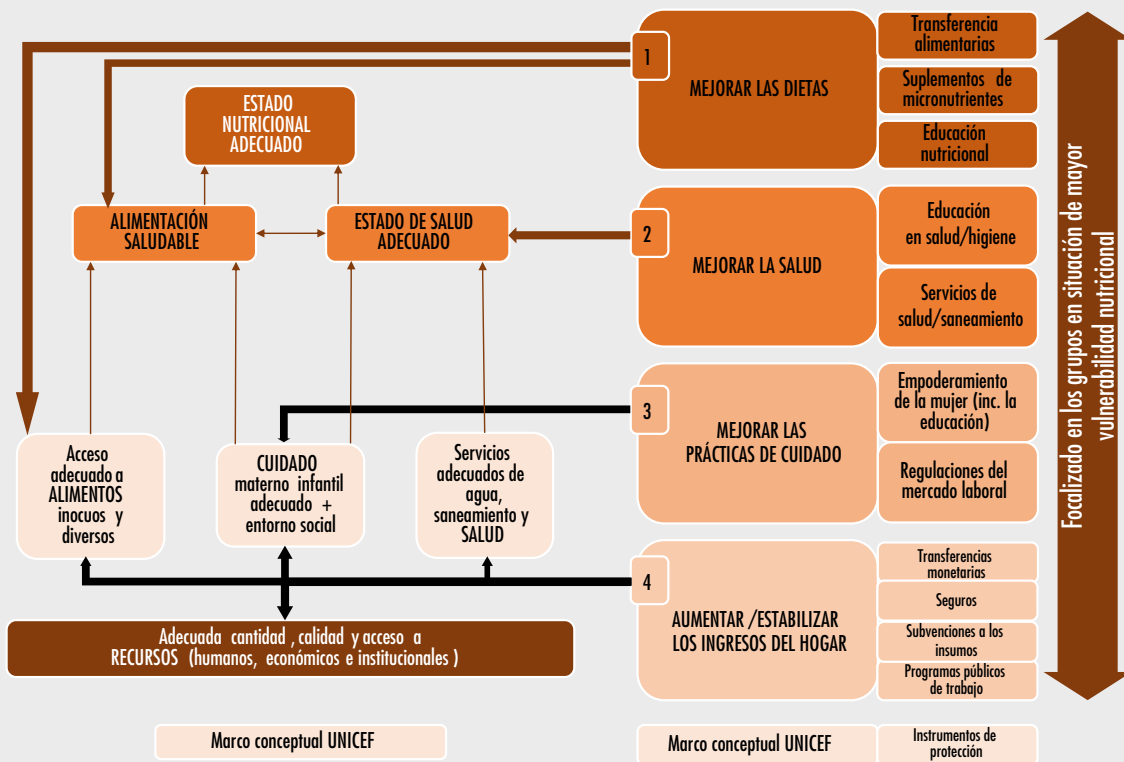 ESTADO
NUTRICIONAL
ADECUADO
ALIMENTACIÓN
SALUDABLE
ESTADO DE SALUD
ADECUADO
Acceso
adecuado a
ALIMENTOS
inocuos y
diversos
CUIDADO
materno infantil
adecuado +
entorno social
Servicios
adecuados de
agua,
saneamiento y
SALUD
Adecuada cantidad, calidad y acceso a
RECURSOS (humanos, económicos e institucionales)
Marco conceptual UNICEF
1
MEJORAR LAS DIETAS
Transferencia
alimentarias
Suplementos de
micronutrientes
Educación
nutricional
2
MEJORAR LA SALUD
Educación
en salud/higiene
Servicios de
salud/saneamiento
3
MEJORAR LAS
PRÁCTICAS DE CUIDADO
Empoderamiento
de la mujer (inc. la
educación)
Regulaciones del
mercado laboral
4
AUMENTAR /ESTABILIZAR
LOS INGRESOS DEL HOGAR
Transferencias
monetarias
Seguros
Subvenciones a los
insumos
Programas públicos
de trabajo
Marco conceptual UNICEF
Instrumentos de
protección
Focalizado en los grupos en situación de mayor
vulnerabilidad nutricional